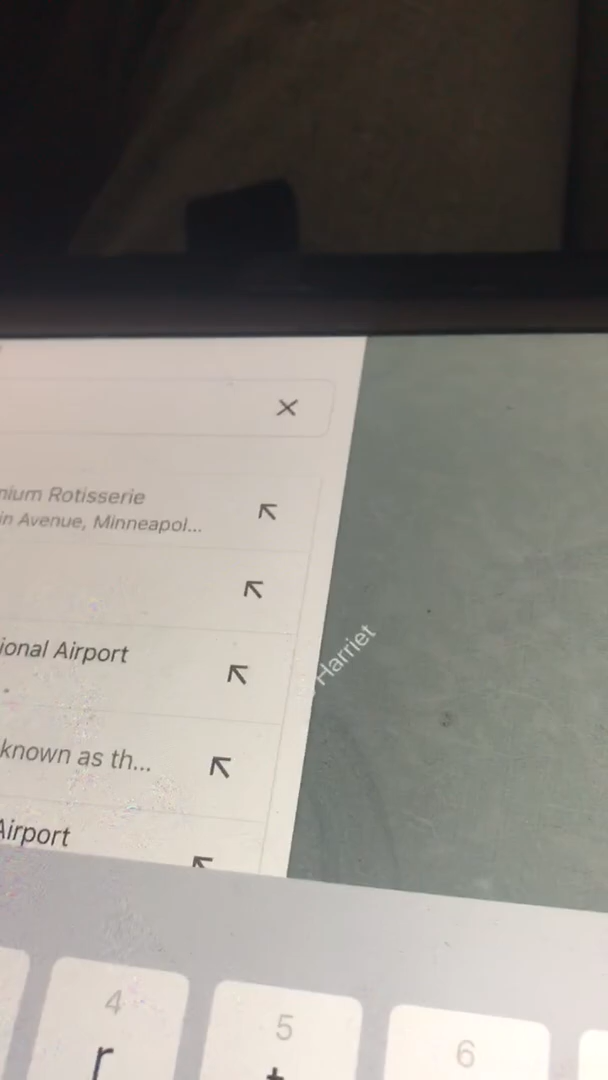 nium Rotisserie
in Avenue, Minneapol...
ional Airport
known as th...
Airport
Harriet
4
r
5
t
6